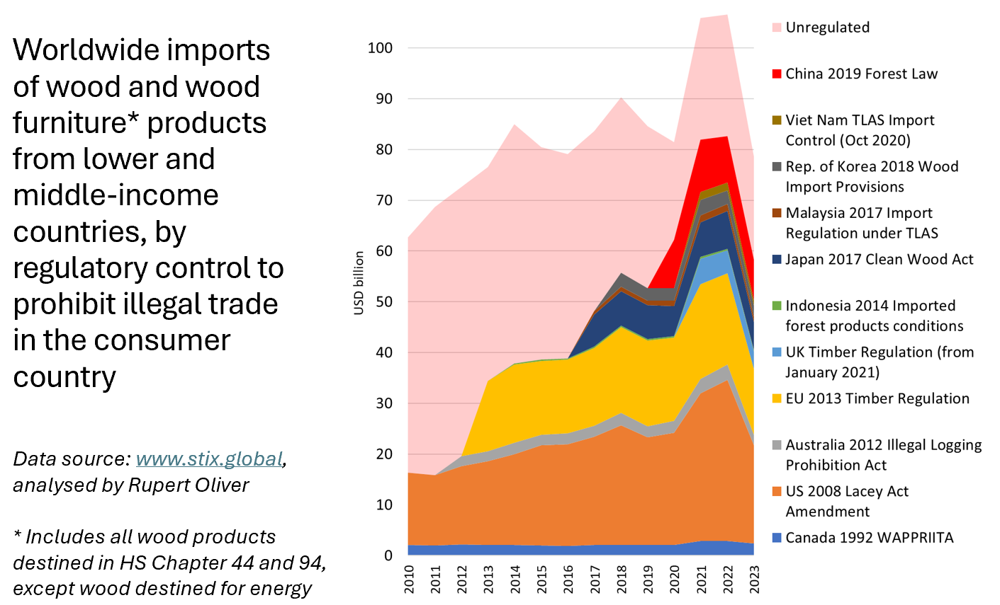 Worldwide imports
of wood and wood
furniture* products
from lower and
middle-income
countries, by
regulatory control to
prohibit illegal trade
in the consumer
country
Data source: www.stix.global,
analysed by Rupert Oliver
* Includes all wood products
destined in HS Chapter 44 and 94,
except wood destined for energy
USD billion
100
90
80
70
60
50
40
30
20
10
0
2010
2011
2012
2013
2014
2015
2016
2017
2018
2019
2020
2021
2022
2023
Unregulated
China 2019 Forest Law
Viet Nam TLAS Import
Control (Oct 2020)
Rep. of Korea 2018 Wood
Import Provisions
Malaysia 2017 Import
Regulation under TLAS
Japan 2017 Clean Wood Act
Indonesia 2014 Imported
forest products conditions
UK Timber Regulation (from
January 2021)
EU 2013 Timber Regulation
Australia 2012 Illegal Logging
Prohibition Act
US 2008 Lacey Act
Amendment
Canada 1992 WAPPRIITA